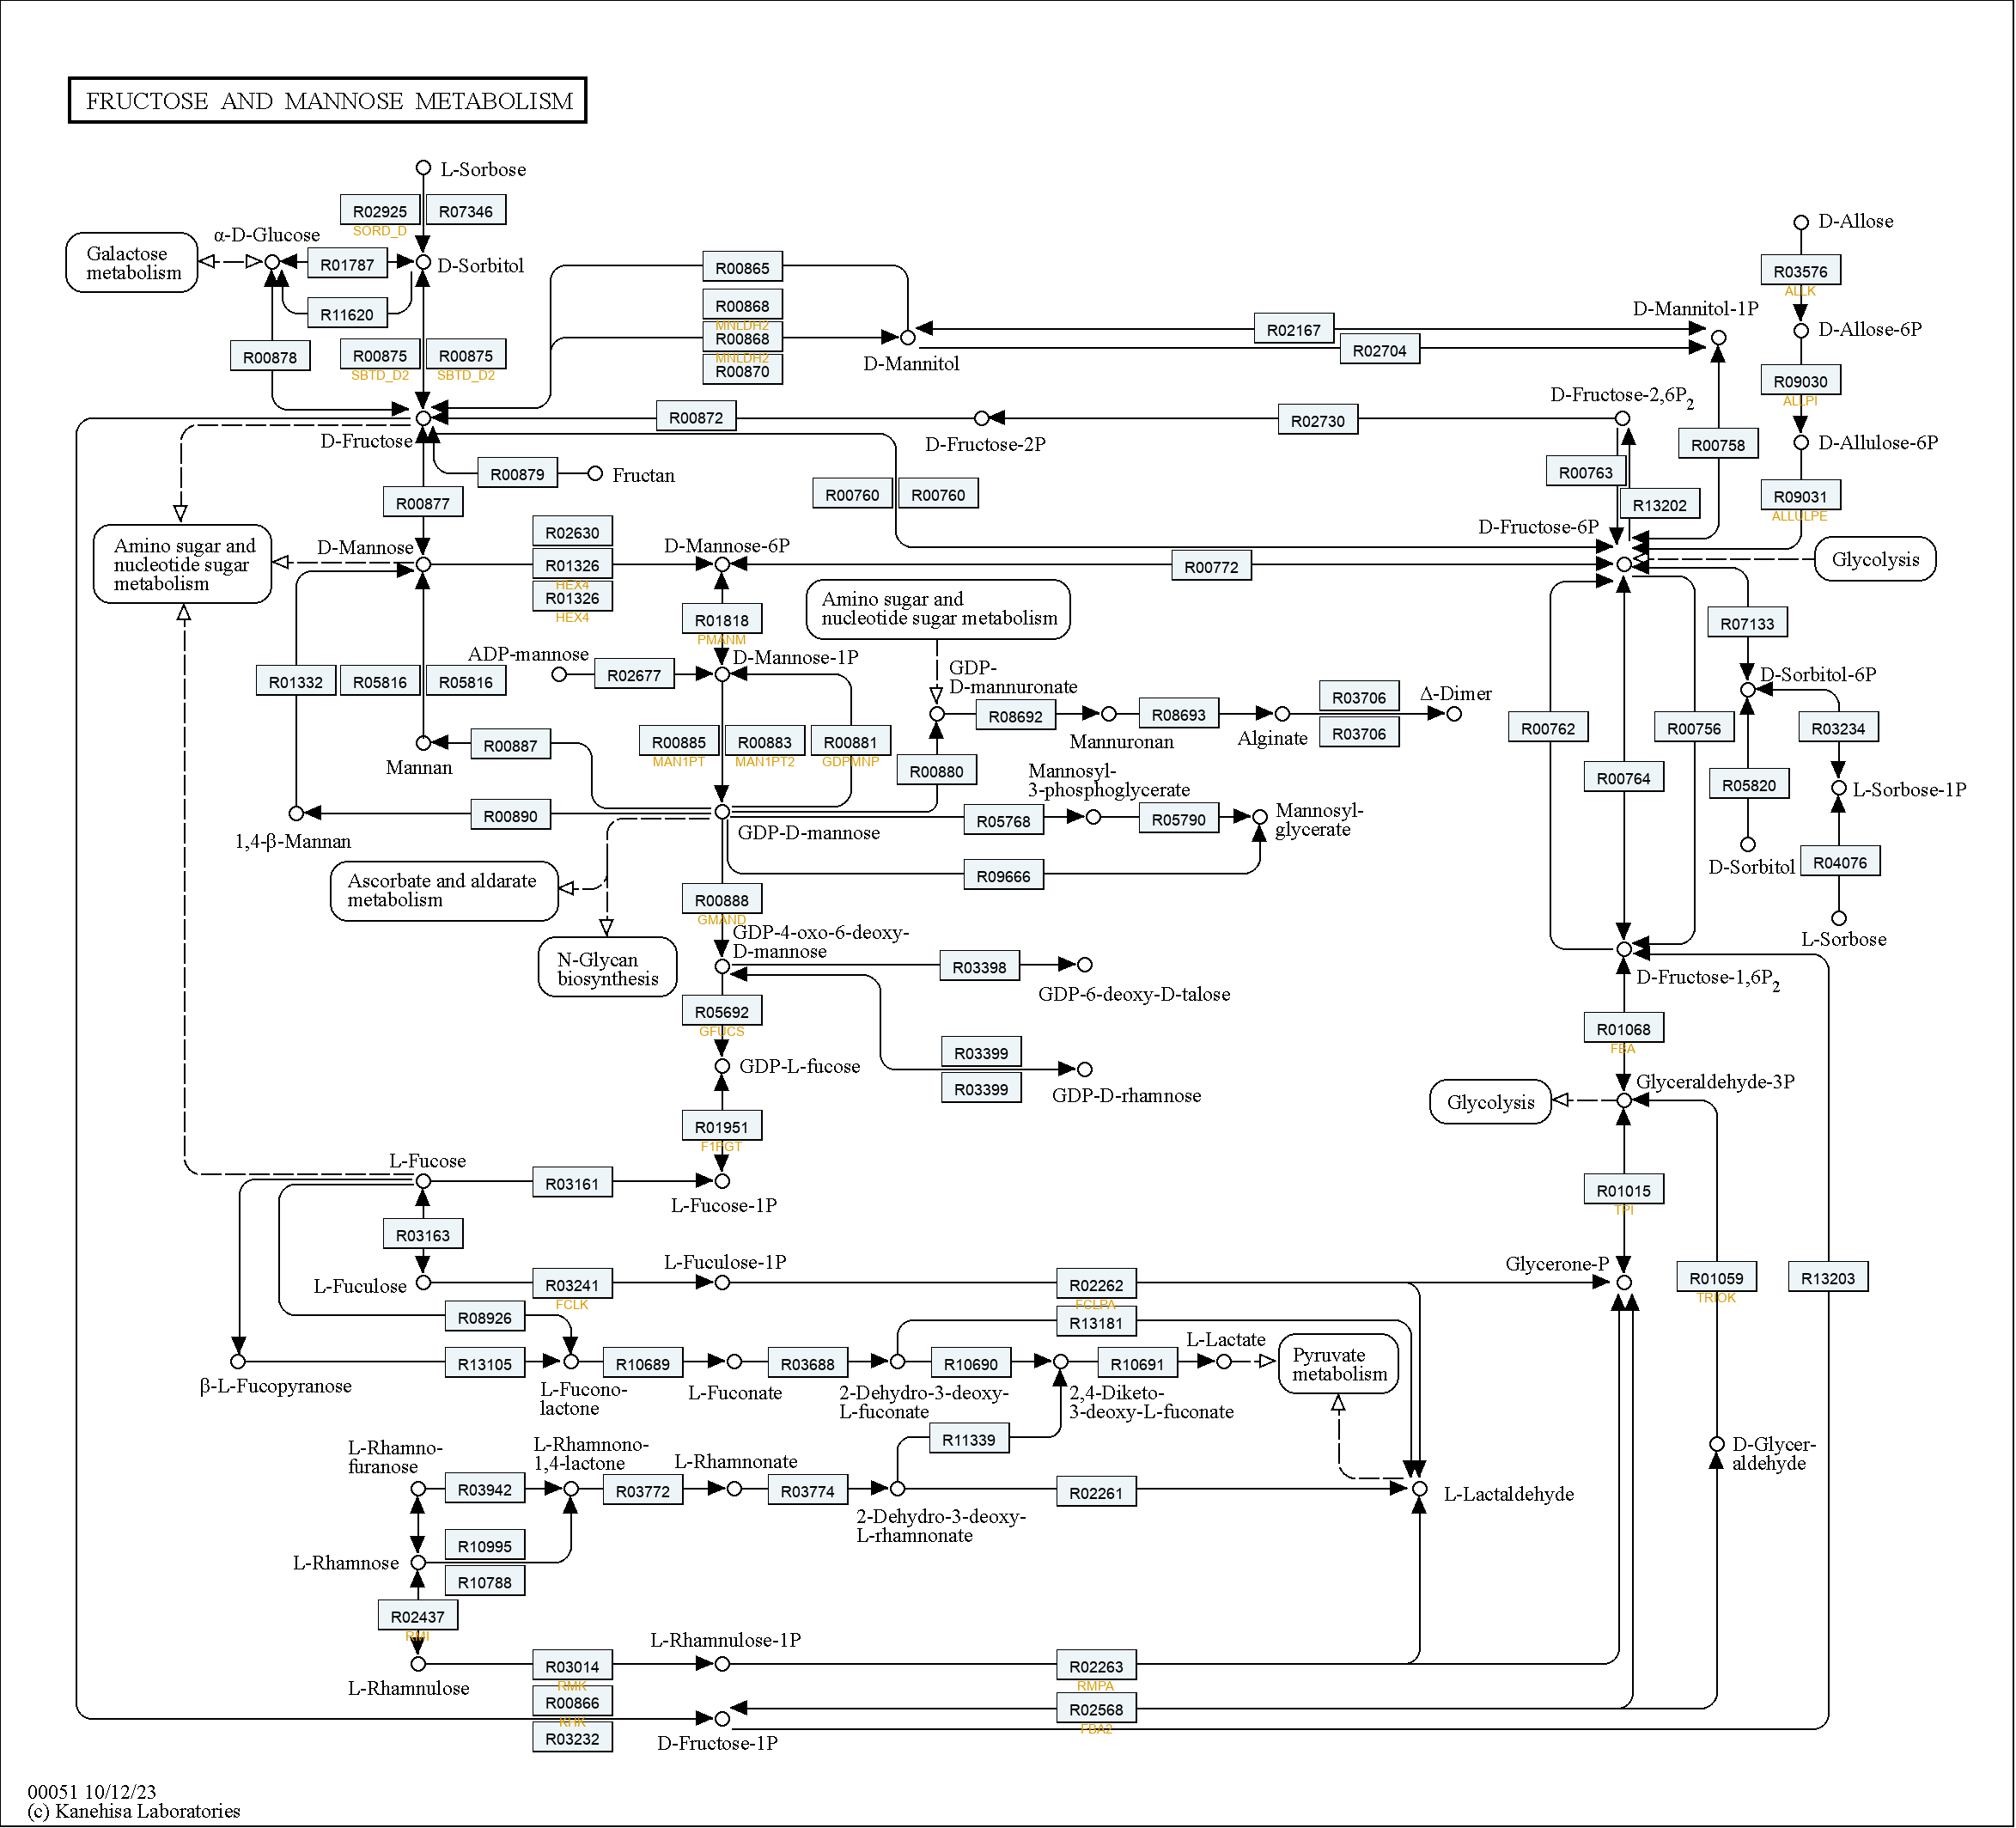 FRUCTOSE AND MANNOSE METABOLISM
L-Sorbose
R02925
R07346
SORD_D
α-D-Glucose
Galactose
metabolism
R01787
D-Sorbitol
R11620
R00878
R00875
R00875
SBTD_D2
SBTD_D2
R00865
R00868
MNLDH2
R00868
MNLDH2
R00870
D-Mannitol
R02167
R02704
D-Mannitol-1P
D-Allose
R03576
ALLK
D-Allose-6P
R09030
ALLPI
D-Allulose-6P
R09031
ALLULPE
D-Fructose
R00872
D-Fructose-2P
R02730
D-Fructose-2,6P2
R00758
R00763
R13202
R00879
Fructan
R00877
R00760
R00760
D-Fructose-6P
Glycolysis
Amino sugar and
nucleotide sugar
metabolism
D-Mannose
R02630
R01326
HEX4
R01326
HEX4
D-Mannose-6P
R00772
R01818
PMANM
Amino sugar and
nucleotide sugar metabolism
R07133
ADP-mannose
R02677
D-Mannose-1P
GDP-
D-mannuronate
D-Sorbitol-6P
R01332
R05816
R05816
R08692
R08693
R03706
R03706
Δ-Dimer
Mannuronan
Alginate
R00762
R00756
R03234
Mannan
R00887
R00885
MAN1PT
R00883
MAN1PT2
R00881
GDPMNP
R00880
Mannosyl-
3-phosphoglycerate
R00764
R05820
L-Sorbose-1P
1,4-β-Mannan
R00890
GDP-D-mannose
R05768
R05790
Mannosyl-
glycerate
D-Sorbitol
R04076
L-Sorbose
R09666
Ascorbate and aldarate
metabolism
R00888
GMAND
N-Glycan
biosynthesis
GDP-4-oxo-6-deoxy-
D-mannose
R03398
GDP-6-deoxy-D-talose
D-Fructose-1,6P2
R05692
GFUCS
R03399
R03399
GDP-D-rhamnose
GDP-L-fucose
R01068
FBA
Glyceraldehyde-3P
Glycolysis
R01951
F1PGT
L-Fucose
R03161
L-Fucose-1P
R01015
TPI
R03163
L-Fuculose
R03241
FCLK
L-Fuculose-1P
R02262
FCLPA
Glycerone-P
R01059
TRIOK
R13203
R08926
R13181
β-L-Fucopyranose
R13105
L-Fucono-
lactone
R10689
L-Fuconate
R03688
2-Dehydro-3-deoxy-
L-fuconate
R10690
2,4-Diketo-
3-deoxy-L-fuconate
R10691
L-Lactate
Pyruvate
metabolism
R11339
L-Rhamno-
furanose
R03942
L-Rhamnono-
1,4-lactone
R03772
L-Rhamnonate
R03774
2-Dehydro-3-deoxy-
L-rhamnonate
R02261
L-Lactaldehyde
D-Glycer-
aldehyde
L-Rhamnose
R10995
R10788
R02437
RMI
L-Rhamnulose
R03014
RMK
L-Rhamnulose-1P
R02263
RMPA
R00866
KHK
R03232
D-Fructose-1P
R02568
FBA2
00051 10/12/23
(c) Kanehisa Laboratories